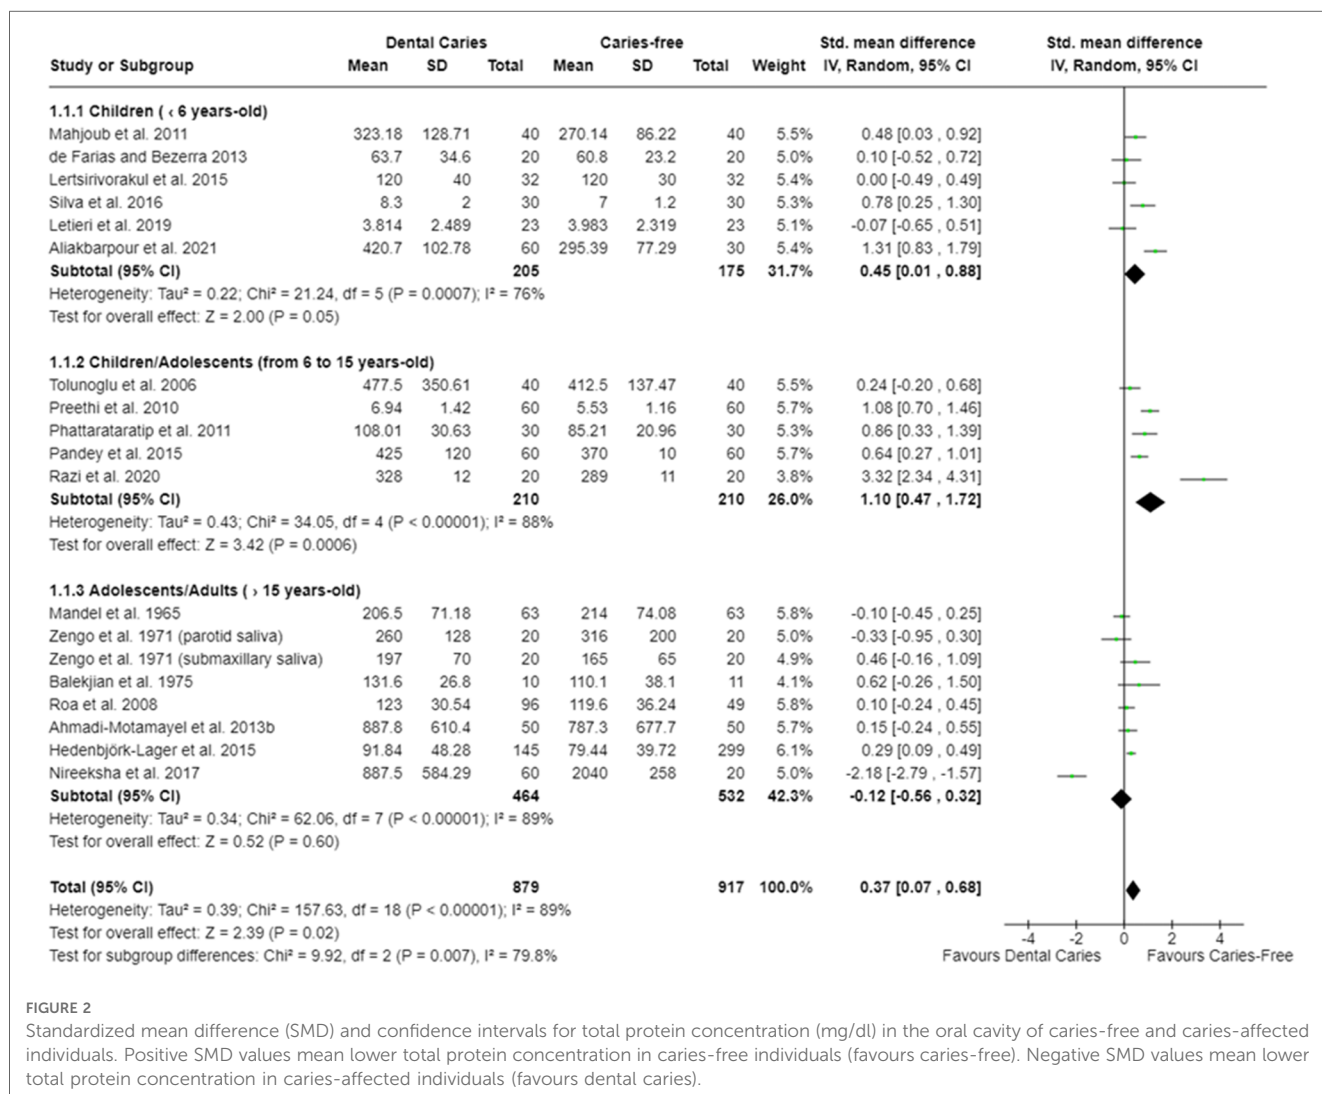 Dental Caries Caries-free Std. mean difference Std. mean difference
Study or Subgroup Mean SD Total Mean SD Total Weight IV, Random, 95% CI IV, Random, 95% CI
1.1.1 Children ( ‹ 6 years-old)
Mahjoub et al. 2011 323.18 128.71 40 270.14 86.22 40 5.5% 0.48 [0.03 , 0.92]
de Farias and Bezerra 2013 63.7 34.6 20 60.8 23.2 20 5.0% 0.10 [-0.52 , 0.72]
Lertsirivorakul et al. 2015 120 40 32 120 30 32 5.4% 0.00 [-0.49 , 0.49]
Silva et al. 2016 8.3 2 30 7 1.2 30 5.3% 0.78 [0.25 , 1.30]
Letieri et al. 2019 3.814 2.489 23 3.983 2.319 23 5.1% -0.07 [-0.65 , 0.51]
Aliakbarpour et al. 2021 420.7 102.78 60 295.39 77.29 30 5.4% 1.31 [0.83 , 1.79]
Subtotal (95% CI) 205 175 31.7% 0.45 [0.01 , 0.88]
Heterogeneity: Tau² = 0.22; Chi² = 21.24, df = 5 (P = 0.0007); I² = 76%
Test for overall effect: Z = 2.00 (P = 0.05)
1.1.2 Children/Adolescents (from 6 to 15 years-old)
Tolunoglu et al. 2006 477.5 350.61 40 412.5 137.47 40 5.5% 0.24 [-0.20 , 0.68]
Preethi et al. 2010 6.94 1.42 60 5.53 1.16 60 5.7% 1.08 [0.70 , 1.46]
Phattarataratip et al. 2011 108.01 30.63 30 85.21 20.96 30 5.3% 0.86 [0.33 , 1.39]
Pandey et al. 2015 425 120 60 370 10 60 5.7% 0.64 [0.27 , 1.01]
Razi et al. 2020 328 12 20 289 11 20 3.8% 3.32 [2.34 , 4.31]
Subtotal (95% CI) 210 210 26.0% 1.10 [0.47 , 1.72]
Heterogeneity: Tau² = 0.43; Chi² = 34.05, df = 4 (P < 0.00001); I² = 88%
Test for overall effect: Z = 3.42 (P = 0.0006)
1.1.3 Adolescents/Adults ( › 15 years-old)
Mandel et al. 1965 206.5 71.18 63 214 74.08 63 5.8% -0.10 [-0.45 , 0.25]
Zengo et al. 1971 (parotid saliva) 260 128 20 316 200 20 5.0% -0.33 [-0.95 , 0.30]
Zengo et al. 1971 (submaxillary saliva) 197 70 20 165 65 20 4.9% 0.46 [-0.16 , 1.09]
Balekjian et al. 1975 131.6 26.8 10 110.1 38.1 11 4.1% 0.62 [-0.26 , 1.50]
Roa et al. 2008 123 30.54 96 119.6 36.24 49 5.8% 0.10 [-0.24 , 0.45]
Ahmadi-Motamayel et al. 2013b 887.8 610.4 50 787.3 677.7 50 5.7% 0.15 [-0.24 , 0.55]
Hedenbjörk-Lager et al. 2015 91.84 48.28 145 79.44 39.72 299 6.1% 0.29 [0.09 , 0.49]
Nireeksha et al. 2017 887.5 584.29 60 2040 258 20 5.0% -2.18 [-2.79 , -1.57]
Subtotal (95% CI) 464 532 42.3% -0.12 [-0.56 , 0.32]
Heterogeneity: Tau² = 0.34; Chi² = 62.06, df = 7 (P < 0.00001); I² = 89%
Test for overall effect: Z = 0.52 (P = 0.60)
Total (95% CI) 879 917 100.0% 0.37 [0.07 , 0.68]
Heterogeneity: Tau² = 0.39; Chi² = 157.63, df = 18 (P < 0.00001); I² = 89%
Test for overall effect: Z = 2.39 (P = 0.02)
Test for subgroup differences: Chi² = 9.92, df = 2 (P = 0.007), I² = 79.8%
-4 -2 0 2 4
Favours Dental Caries Favours Caries-Free
FIGURE 2
Standardized mean difference (SMD) and confidence intervals for total protein concentration (mg/dl) in the oral cavity of caries-free and caries-affected
individuals. Positive SMD values mean lower total protein concentration in caries-free individuals (favours caries-free). Negative SMD values mean lower
total protein concentration in caries-affected individuals (favours dental caries).